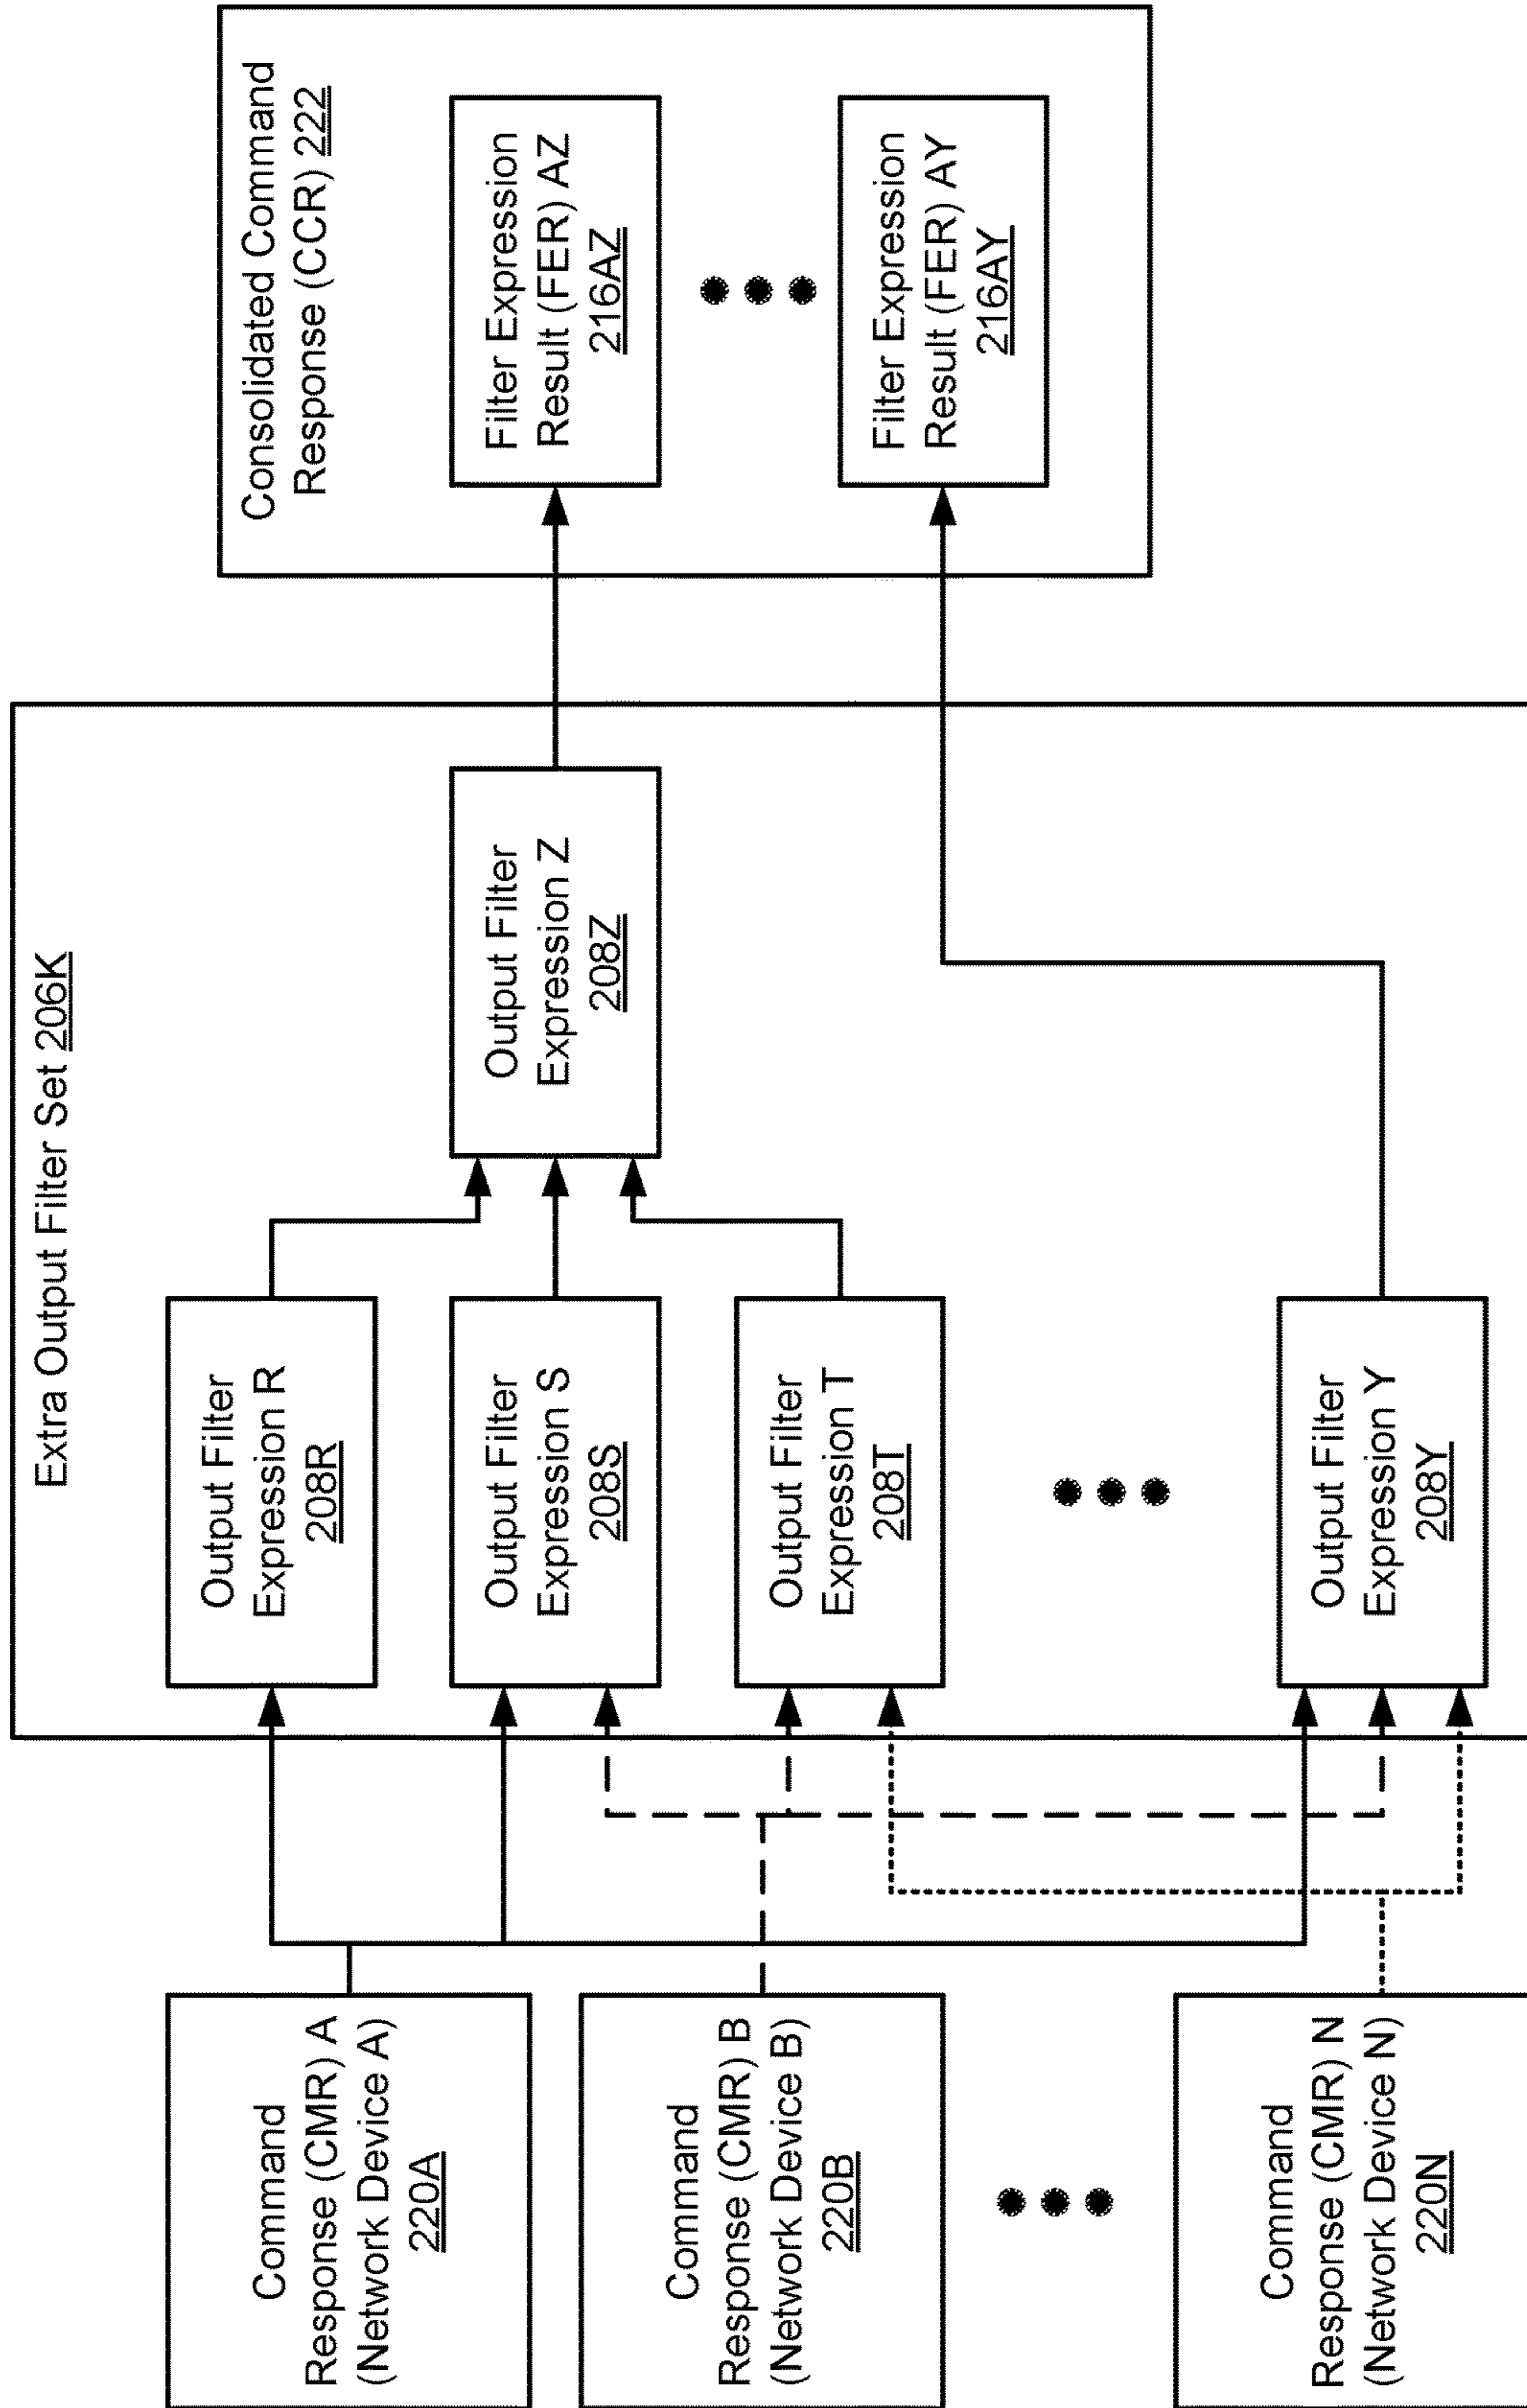 Command
Response (CMR) A
(Network Device A)
220A
Command
Response (CMR) B
(Network Device B)
220B
Command
Response (CMR) N
(Network Device N)
220N
Extra Output Filter Set 206K
Output Filter
Expression R
208R
Output Filter
Expression S
208S
Output Filter
Expression T
208T
Output Filter
Expression Y
208Y
Output Filter
Expression Z
208Z
Consolidated Command
Response (CCR) 222
Filter Expression
Result (FER) AZ
216AZ
Filter Expression
Result (FER) AY
216AY